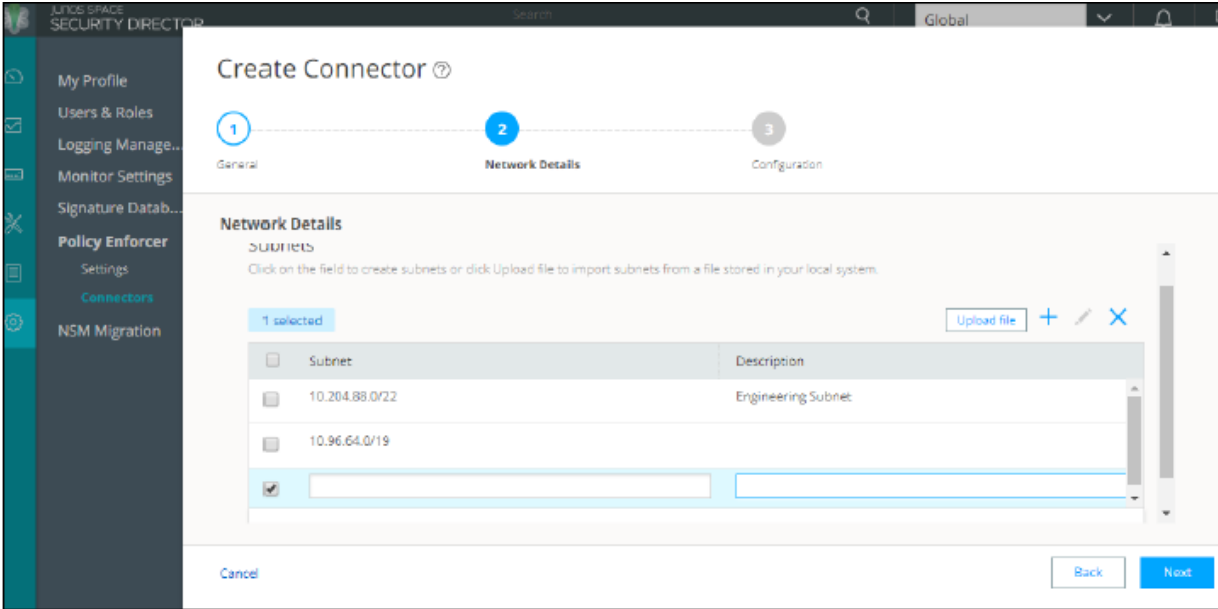 JUNOS SPACE
SECURITY DIRECTOR
Search
Global
My Profile
Users & Roles
Logging Manage...
Monitor Settings
Signature Datab...
Policy Enforcer
Settings
Connectors
NSM Migration
Create Connector
1
2
3
General
Network Details
Configuration
Network Details
Subnets
Click on the field to create subnets or click Upload file to import subnets from a file stored in your local system.
1 selected
Upload file
Subnet Description
10.204.88.0/22 Engineering Subnet
10.96.64.0/19
Cancel
Back
Next